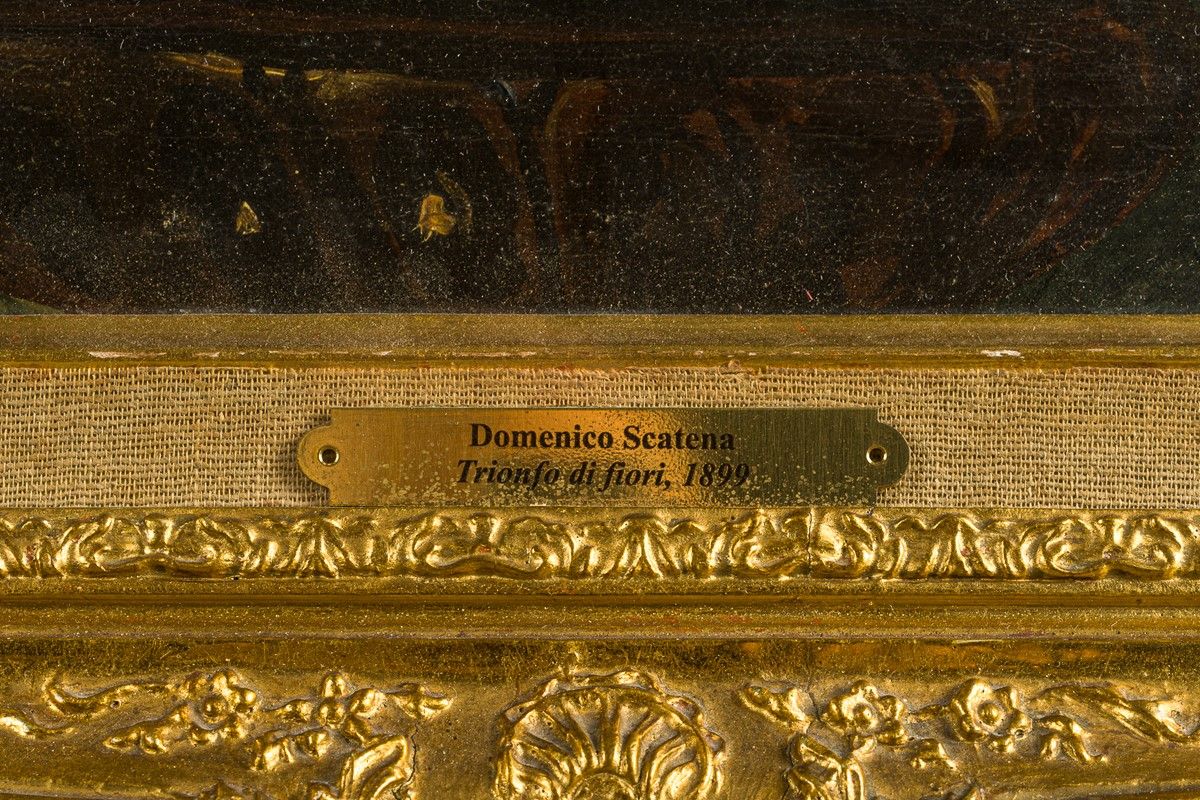 Domenico Scatena
Trionfo di fiori, 1899